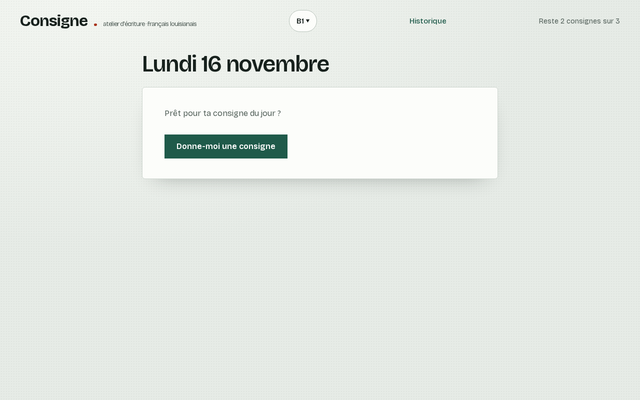 Consigne.
atelier d'écriture · français louisianais
B1 ▾
Historique
Reste 2 consignes sur 3
Lundi 16 novembre
Prêt pour ta consigne du jour ?
Donne-moi une consigne